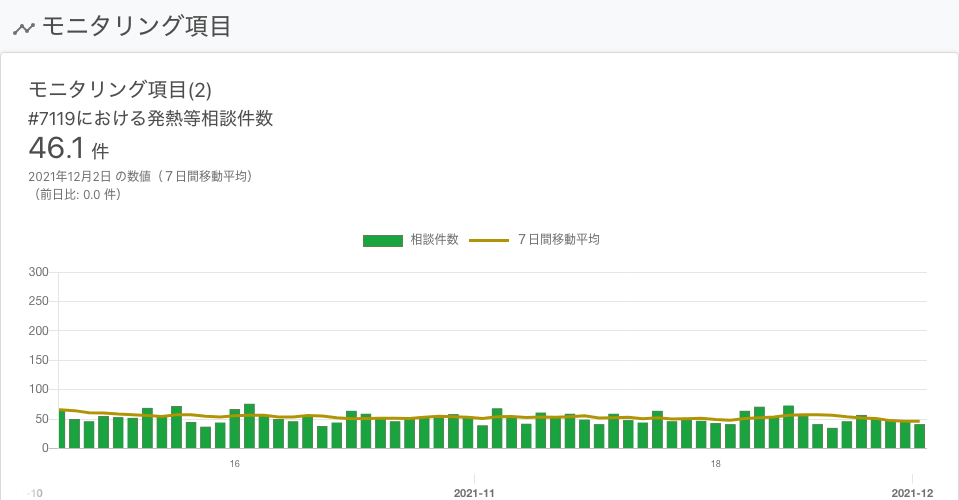 モニタリング項目
モニタリング項目(2)
#7119における発熱等相談件数
46.1 件
2021年12月2日 の数値（７日間移動平均）
（前日比: 0.0 件）
相談件数 ７日間移動平均
300
250
200
150
100
50
0
16 18
-10 2021-11 2021-12